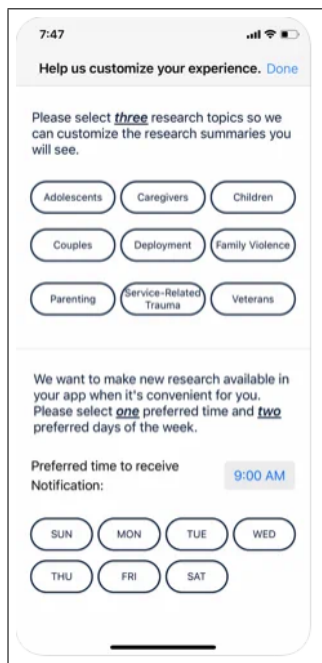 7:47
Help us customize your experience. Done
Please select three research topics so we
can customize the research summaries you
will see.
Adolescents Caregivers Children
Couples Deployment Family Violence
Parenting Service-Related Trauma Veterans
We want to make new research available in
your app when it's convenient for you.
Please select one preferred time and two
preferred days of the week.
Preferred time to receive
Notification:
9:00 AM
SUN MON TUE WED
THU FRI SAT